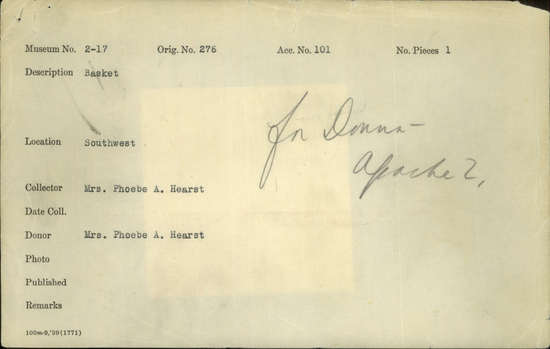 Museum No. 2-17 Orig. No. 276 Acc. No. 101 No. Pieces 1
Description Basket
for Donna-
Location Southwest
Apache?,
Collector Mrs. Phoebe A. Hearst
Date Coll.
Donor Mrs. Phoebe A. Hearst
Photo
Published
Remarks
100m-9,'39(1771)